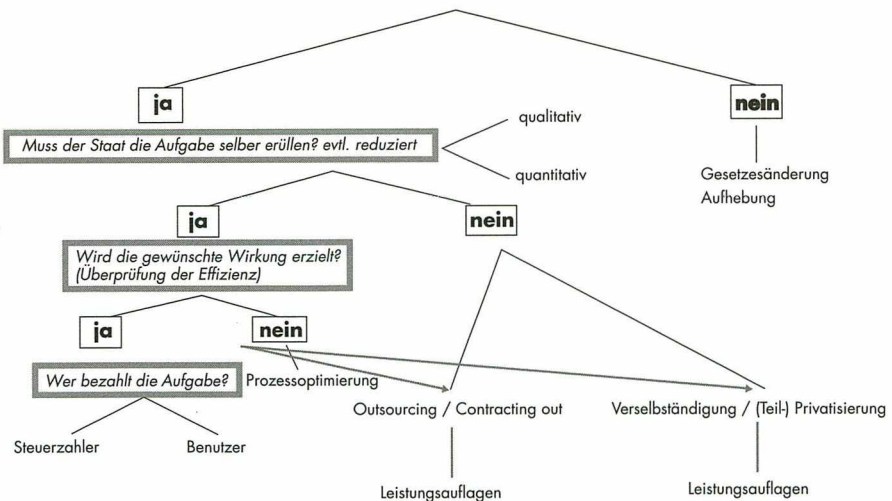 ja
nein
Muss der Staat die Aufgabe selber erüllen? evtl. reduziert
qualitativ
quantitativ
Gesetzesänderung
Aufhebung
ja
nein
Wird die gewünschte Wirkung erzielt?
(Überprüfung der Effizienz)
ja
nein
Wer bezahlt die Aufgabe?
Prozessoptimierung
Steuerzahler
Benutzer
Outsourcing / Contracting out
Verselbständigung / (Teil-) Privatisierung
Leistungsauflagen
Leistungsauflagen